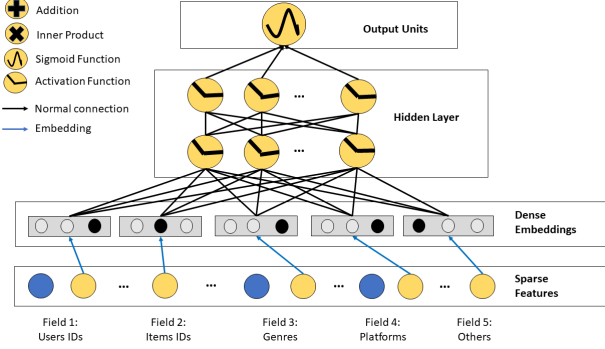 Addition
Inner Product
Sigmoid Function
Activation Function
Normal connection
Embedding
Output Units
...
Hidden Layer
...
Dense
Embeddings
... ... ...
Sparse
Features
Field 1: Field 2: Field 3: Field 4: Field 5:
Users IDs Items IDs Genres Platforms Others